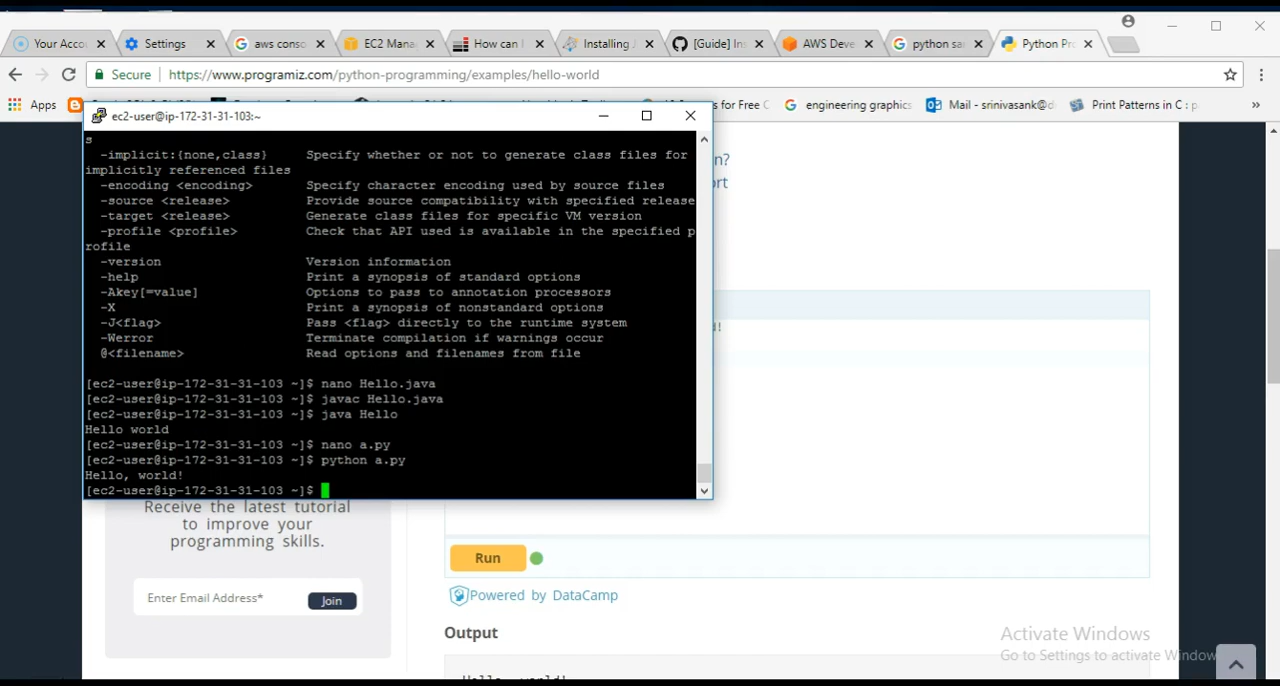 Your Acco
Settings
aws conso
EC2 Mana
How can I
Installing J
[Guide] Ins
AWS Deve
python sa
Python Pro
Secure
https://www.programiz.com/python-programming/examples/hello-world
Apps
s for Free C
engineering graphics
Mail - srinivasank@d
Print Patterns in C : p
»
ec2-user@ip-172-31-31-103:~
s
-implicit:{none,class} Specify whether or not to generate class files for
implicitly referenced files
-encoding <encoding> Specify character encoding used by source files
-source <release> Provide source compatibility with specified release
-target <release> Generate class files for specific VM version
-profile <profile> Check that API used is available in the specified p
rofile
-version Version information
-help Print a synopsis of standard options
-Akey[=value] Options to pass to annotation processors
-X Print a synopsis of nonstandard options
-J<flag> Pass <flag> directly to the runtime system
-Werror Terminate compilation if warnings occur
@<filename> Read options and filenames from file
[ec2-user@ip-172-31-31-103 ~]$ nano Hello.java
[ec2-user@ip-172-31-31-103 ~]$ javac Hello.java
[ec2-user@ip-172-31-31-103 ~]$ java Hello
Hello world
[ec2-user@ip-172-31-31-103 ~]$ nano a.py
[ec2-user@ip-172-31-31-103 ~]$ python a.py
Hello, world!
[ec2-user@ip-172-31-31-103 ~]$
n?
rt
Receive the latest tutorial
to improve your
programming skills.
Enter Email Address*
Join
Run
Powered by DataCamp
Output
Hello, world!
Activate Windows
Go to Settings to activate Window